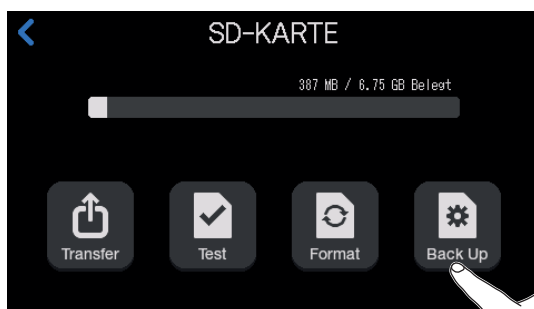 SD-KARTE
387 MB / 6.75 GB Belegt
Transfer
Test
Format
Back Up